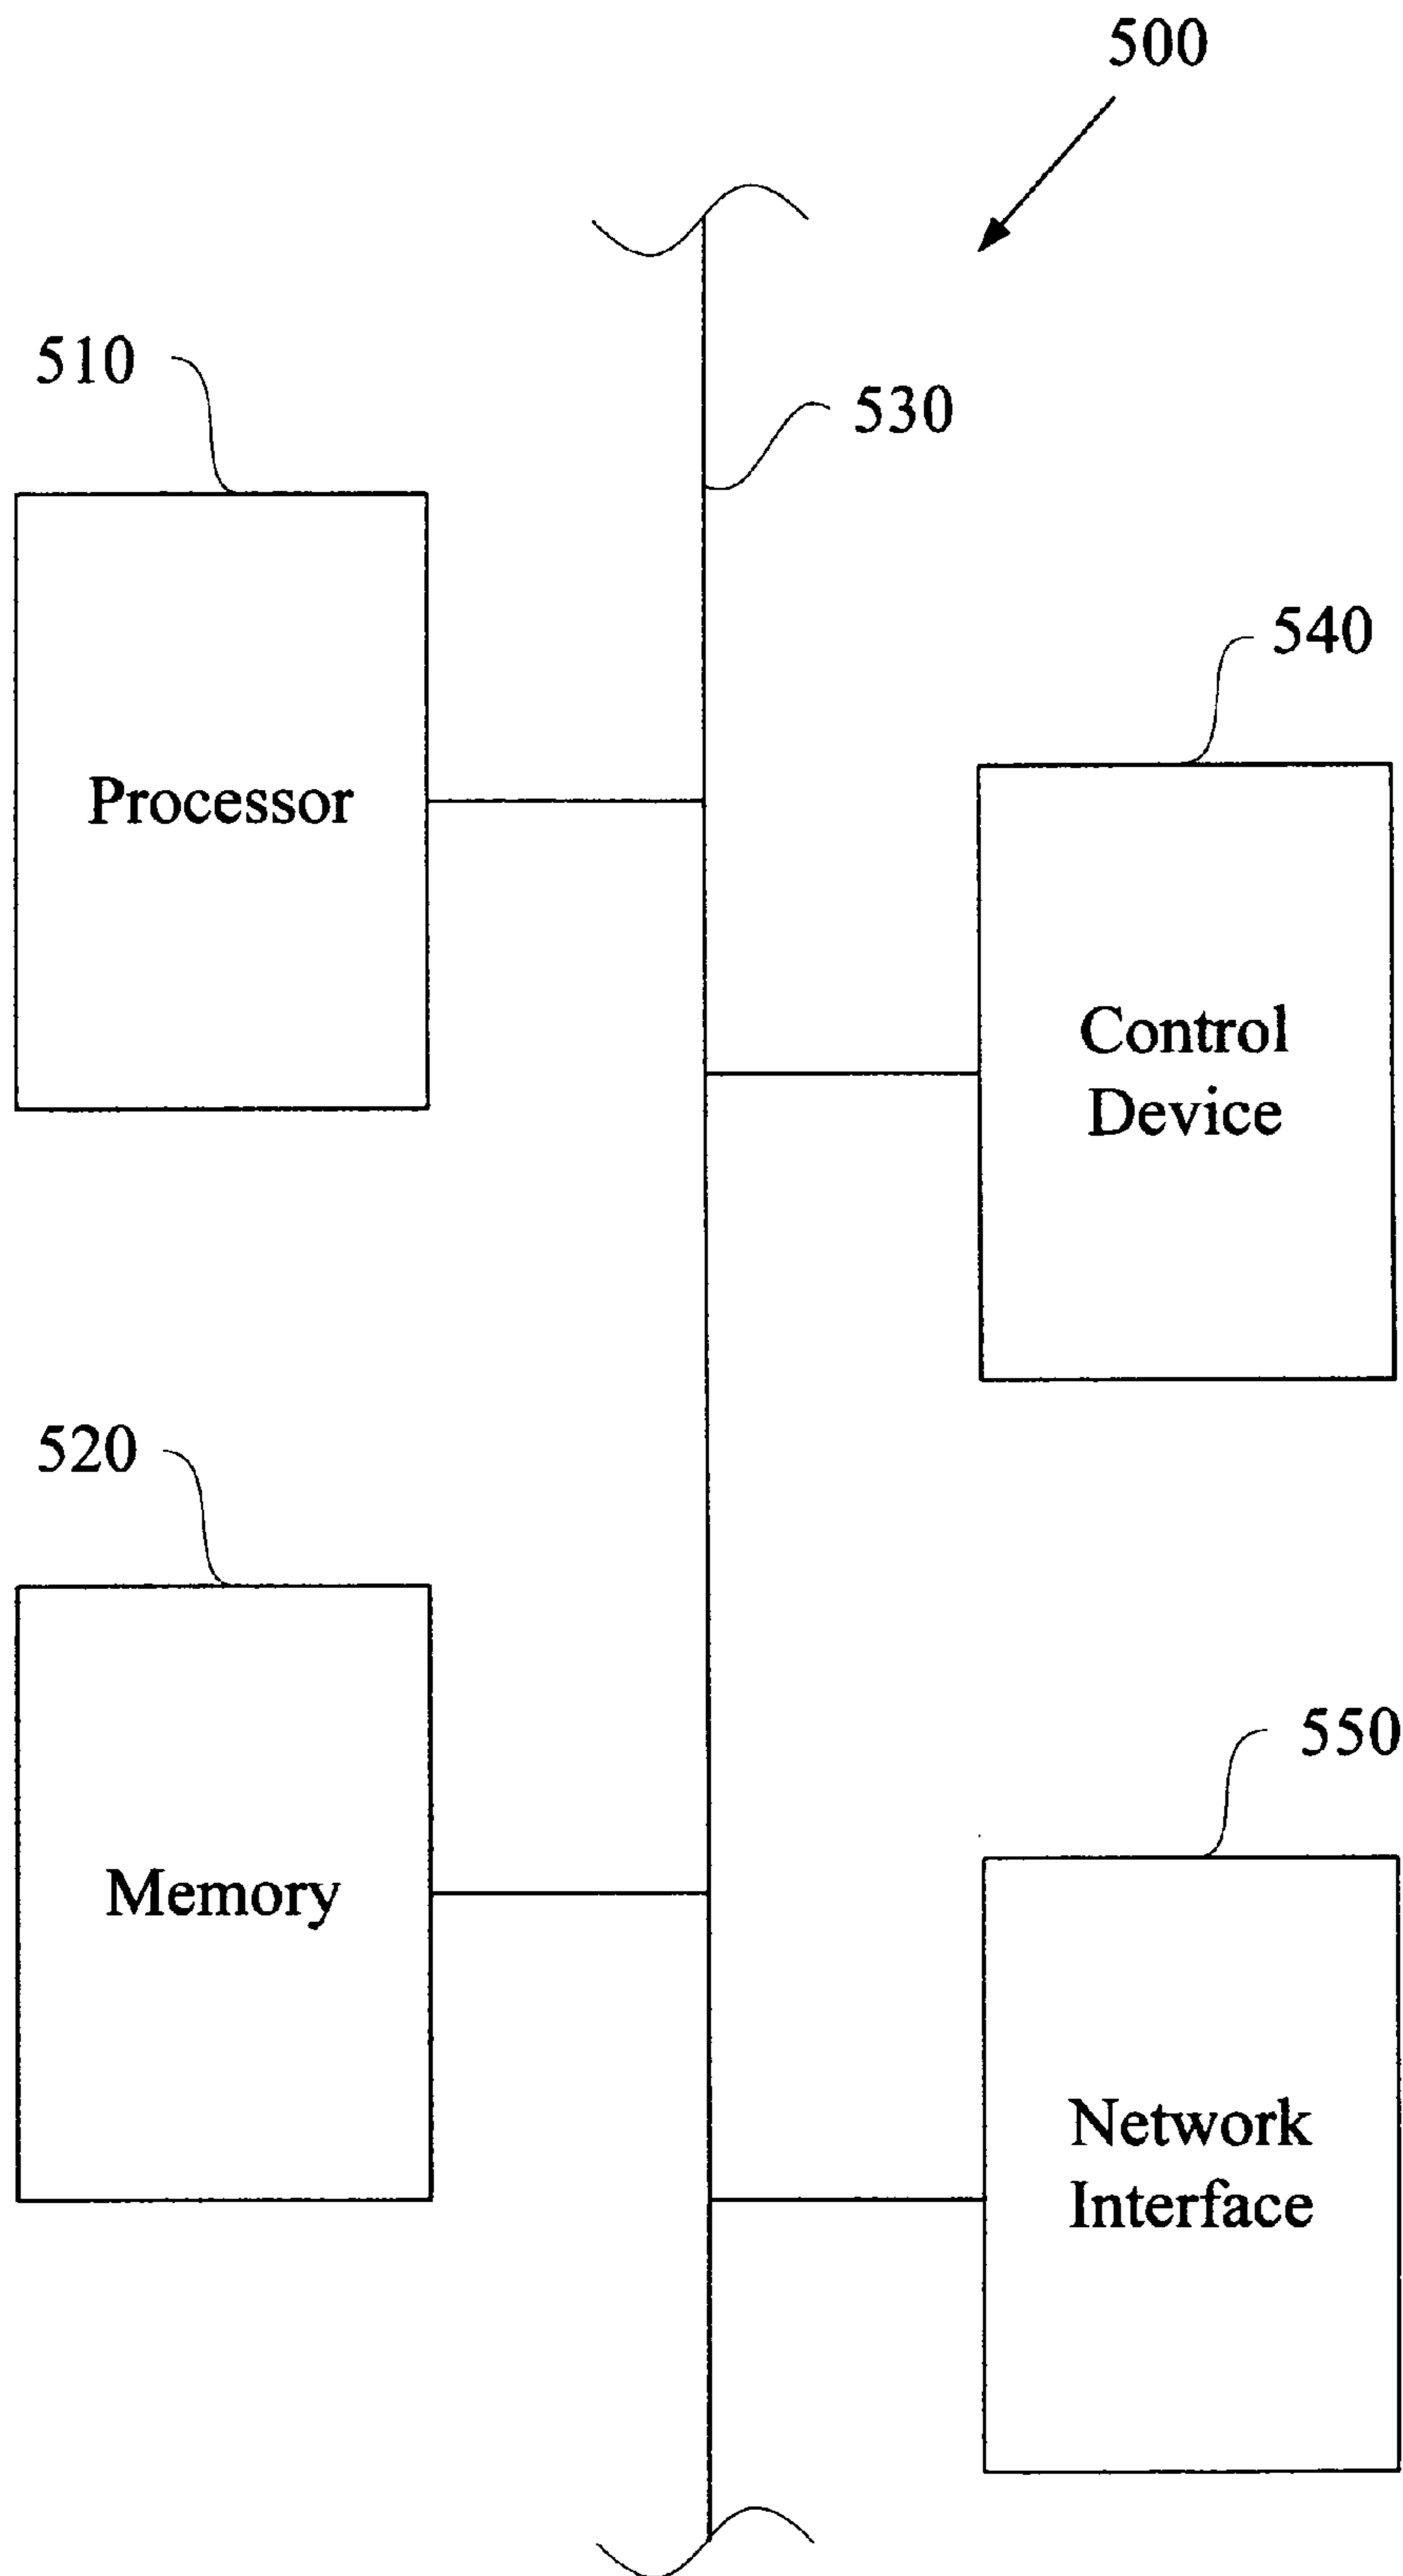 500
510
530
Processor
540
Control
Device
520
Memory
550
Network
Interface